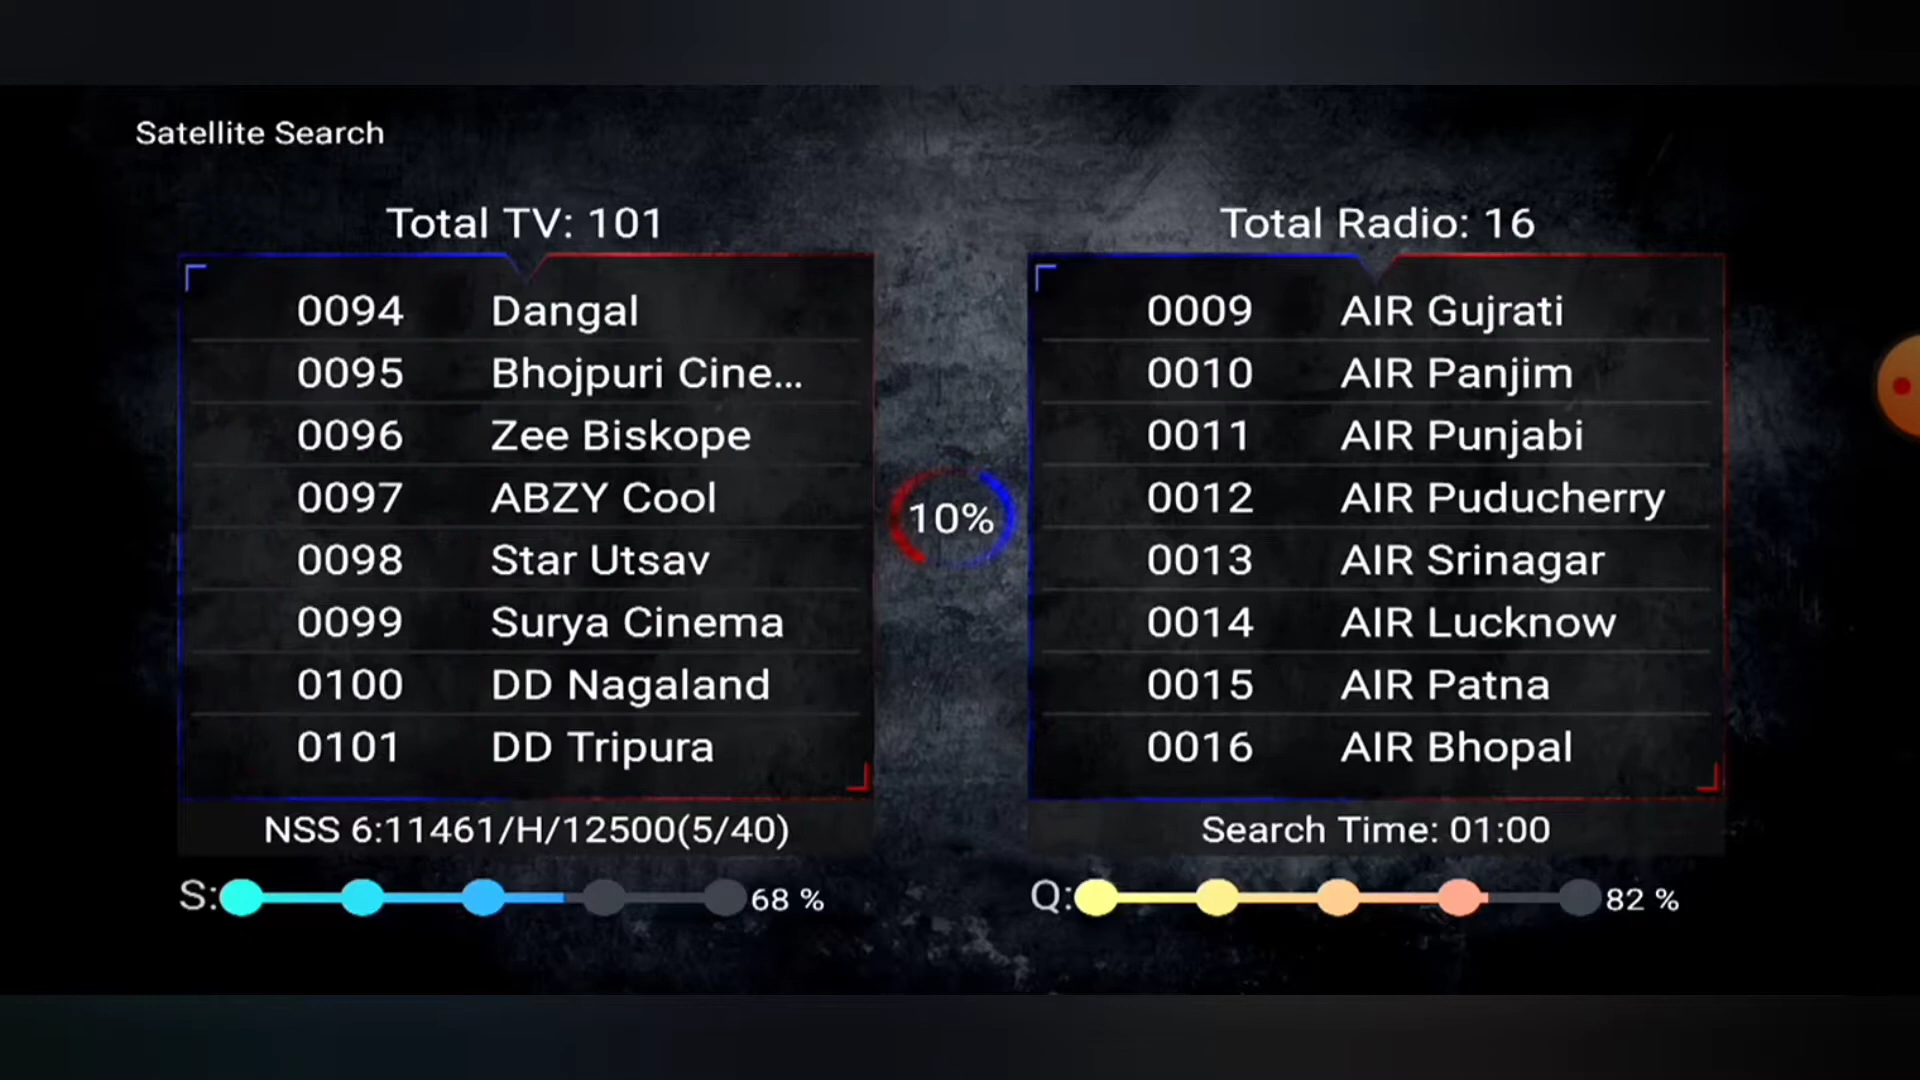 Satellite Search
Total TV: 101
0094 Dangal
0095 Bhojpuri Cine...
0096 Zee Biskope
0097 ABZY Cool
0098 Star Utsav
0099 Surya Cinema
0100 DD Nagaland
0101 DD Tripura
NSS 6:11461/H/12500(5/40)
S: 68 %
10%
Total Radio: 16
0009 AIR Gujrati
0010 AIR Panjim
0011 AIR Punjabi
0012 AIR Puducherry
0013 AIR Srinagar
0014 AIR Lucknow
0015 AIR Patna
0016 AIR Bhopal
Search Time: 01:00
Q: 82 %